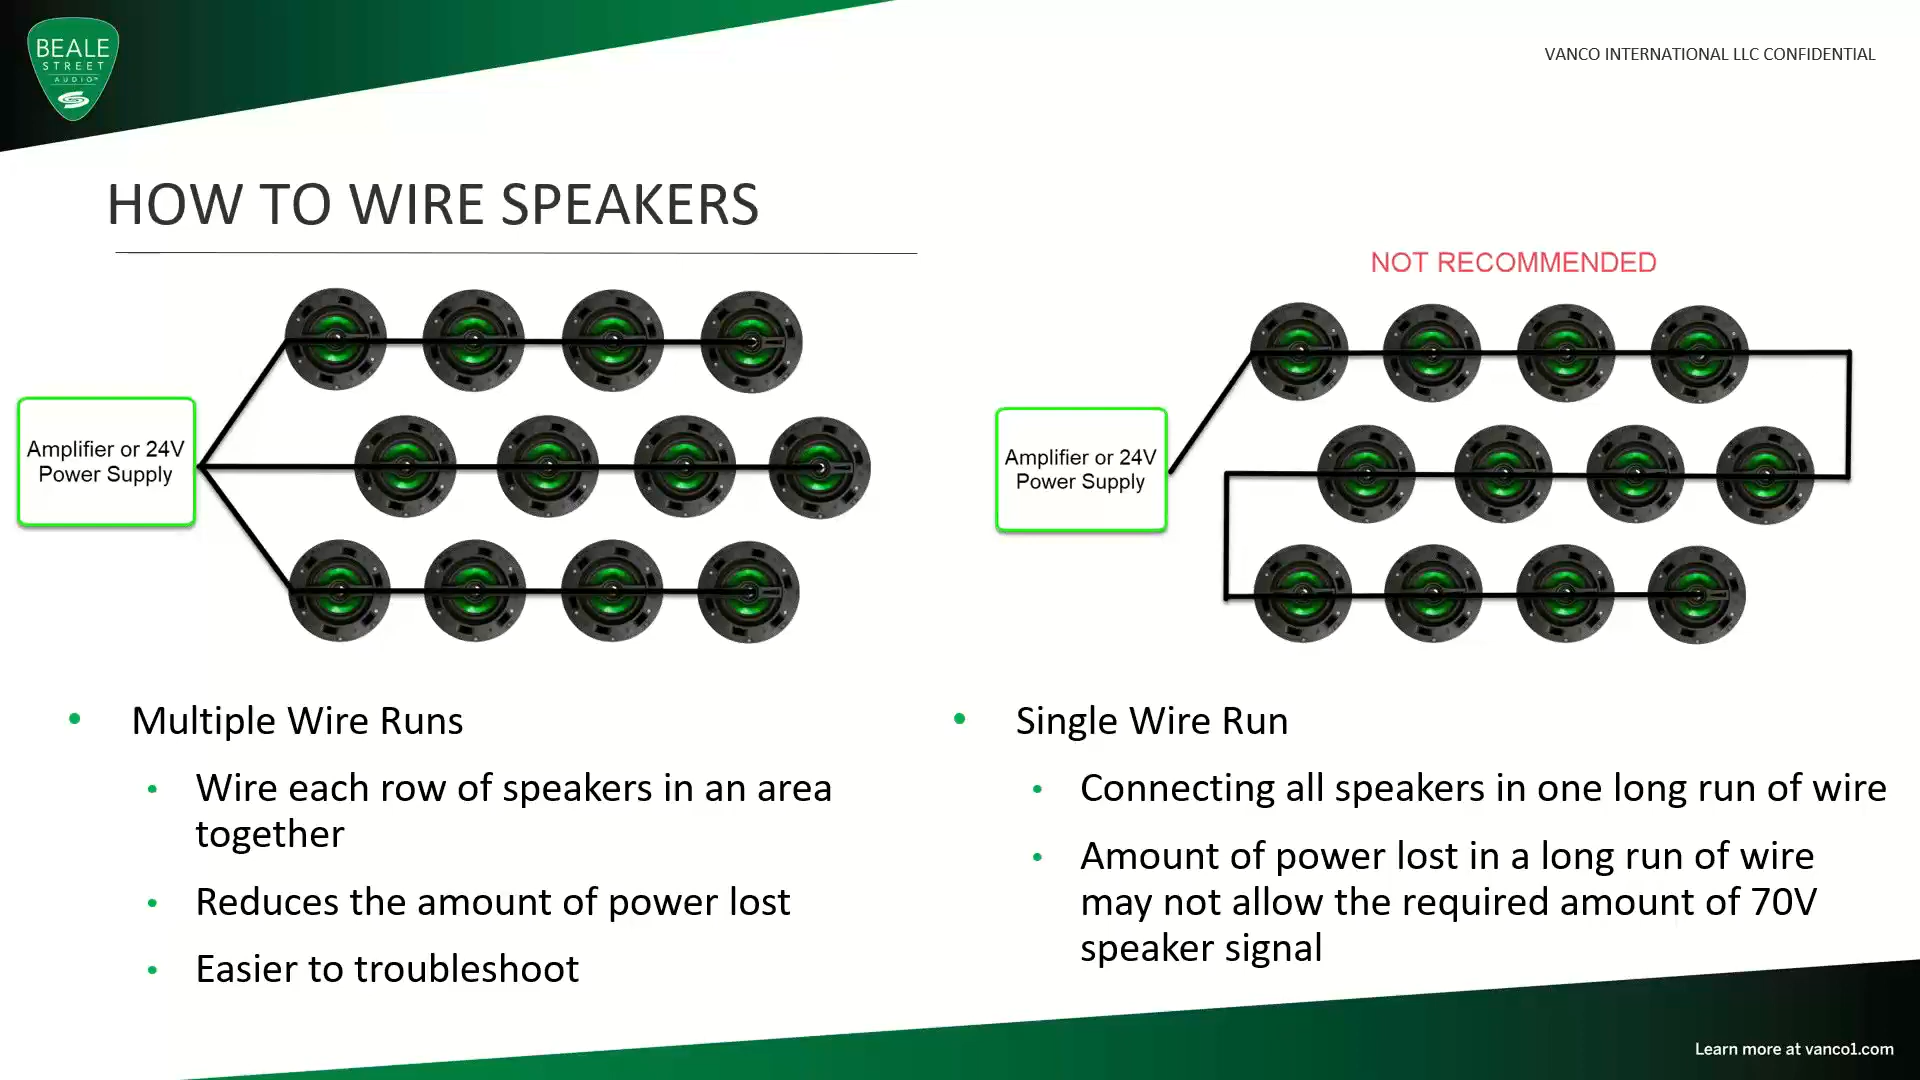 BEALE
STREET
AUDIO™
VANCO INTERNATIONAL LLC CONFIDENTIAL
HOW TO WIRE SPEAKERS
NOT RECOMMENDED
Amplifier or 24V
Power Supply
Amplifier or 24V
Power Supply
• Multiple Wire Runs
• Wire each row of speakers in an area
together
• Reduces the amount of power lost
• Easier to troubleshoot
• Single Wire Run
• Connecting all speakers in one long run of wire
• Amount of power lost in a long run of wire
may not allow the required amount of 70V
speaker signal
Learn more at vanco1.com